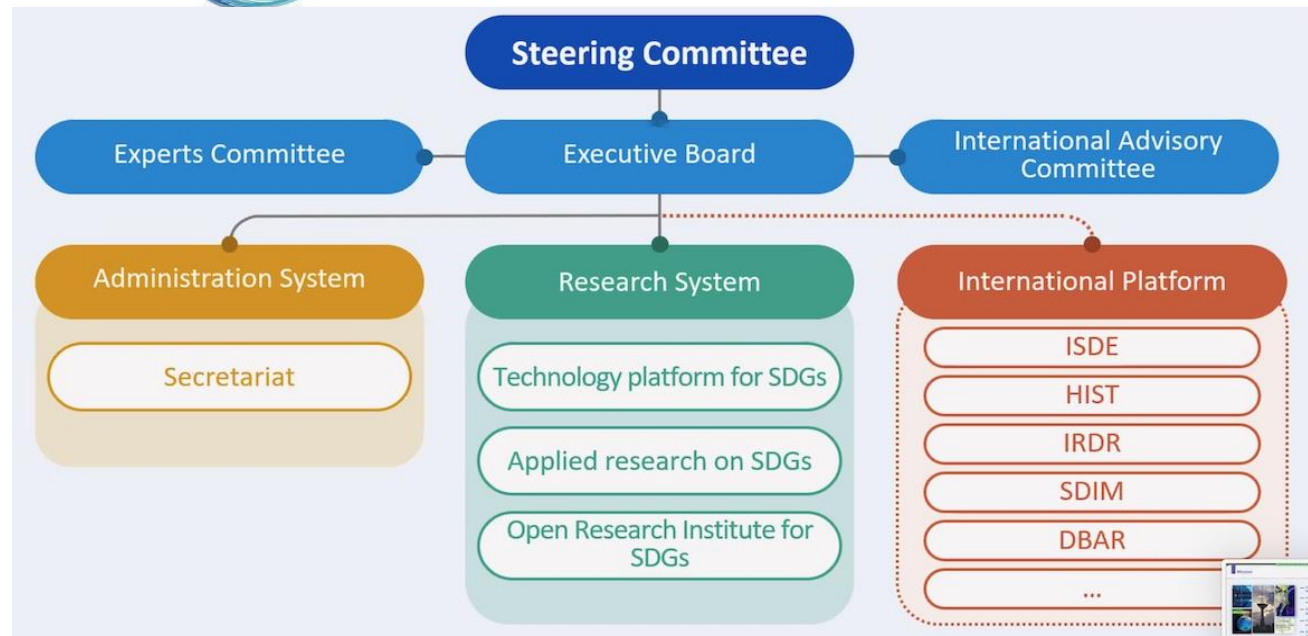 Steering Committee
Experts Committee
Executive Board
International Advisory
Committee
Administration System
Research System
International Platform
Secretariat
Technology platform for SDGs
Applied research on SDGs
Open Research Institute for
SDGs
ISDE
HIST
IRDR
SDIM
DBAR
...